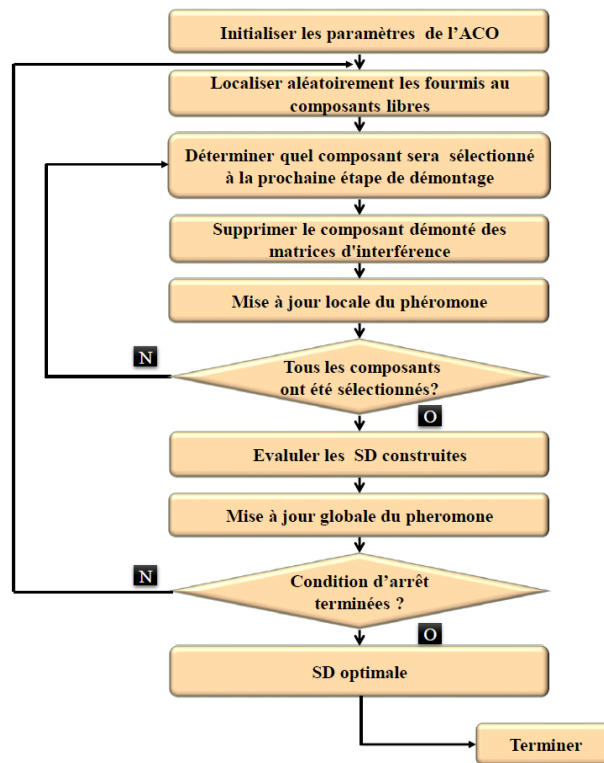 Initialiser les paramètres de l'ACO
Localiser aléatoirement les fourmis au
composants libres
Déterminer quel composant sera sélectionné
à la prochaine étape de démontage
Supprimer le composant démonté des
matrices d'interférence
Mise à jour locale du phéromone
N
Tous les composants
ont été sélectionnés?
O
Evaluler les SD construites
Mise à jour globale du pheromone
N
Condition d'arrêt
terminées ?
O
SD optimale
Terminer